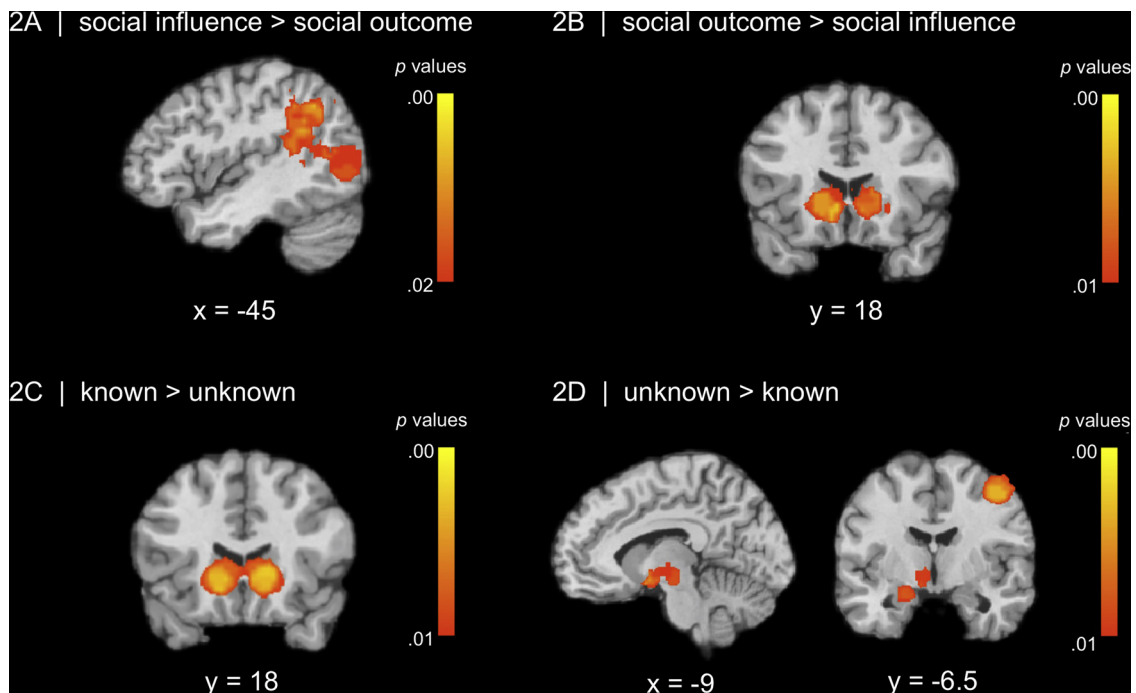 2A | social influence > social outcome
p values
.00
.02
x = -45
2B | social outcome > social influence
p values
.00
.01
y = 18
2C | known > unknown
p values
.00
.01
y = 18
2D | unknown > known
p values
.00
.01
x = -9
y = -6.5